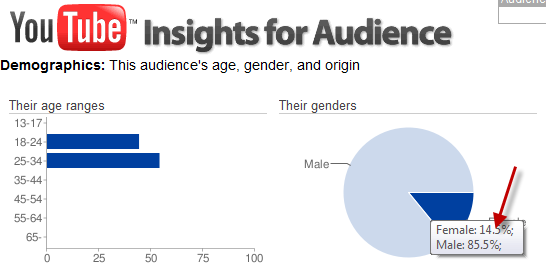 YouTube™ Insights for Audience
Demographics: This audience's age, gender, and origin
Their age ranges
13-17
18-24
25-34
35-44
45-54
55-64
65-
0 25 50 75 100
Their genders
Male
Female: 14.5%;
Male: 85.5%;